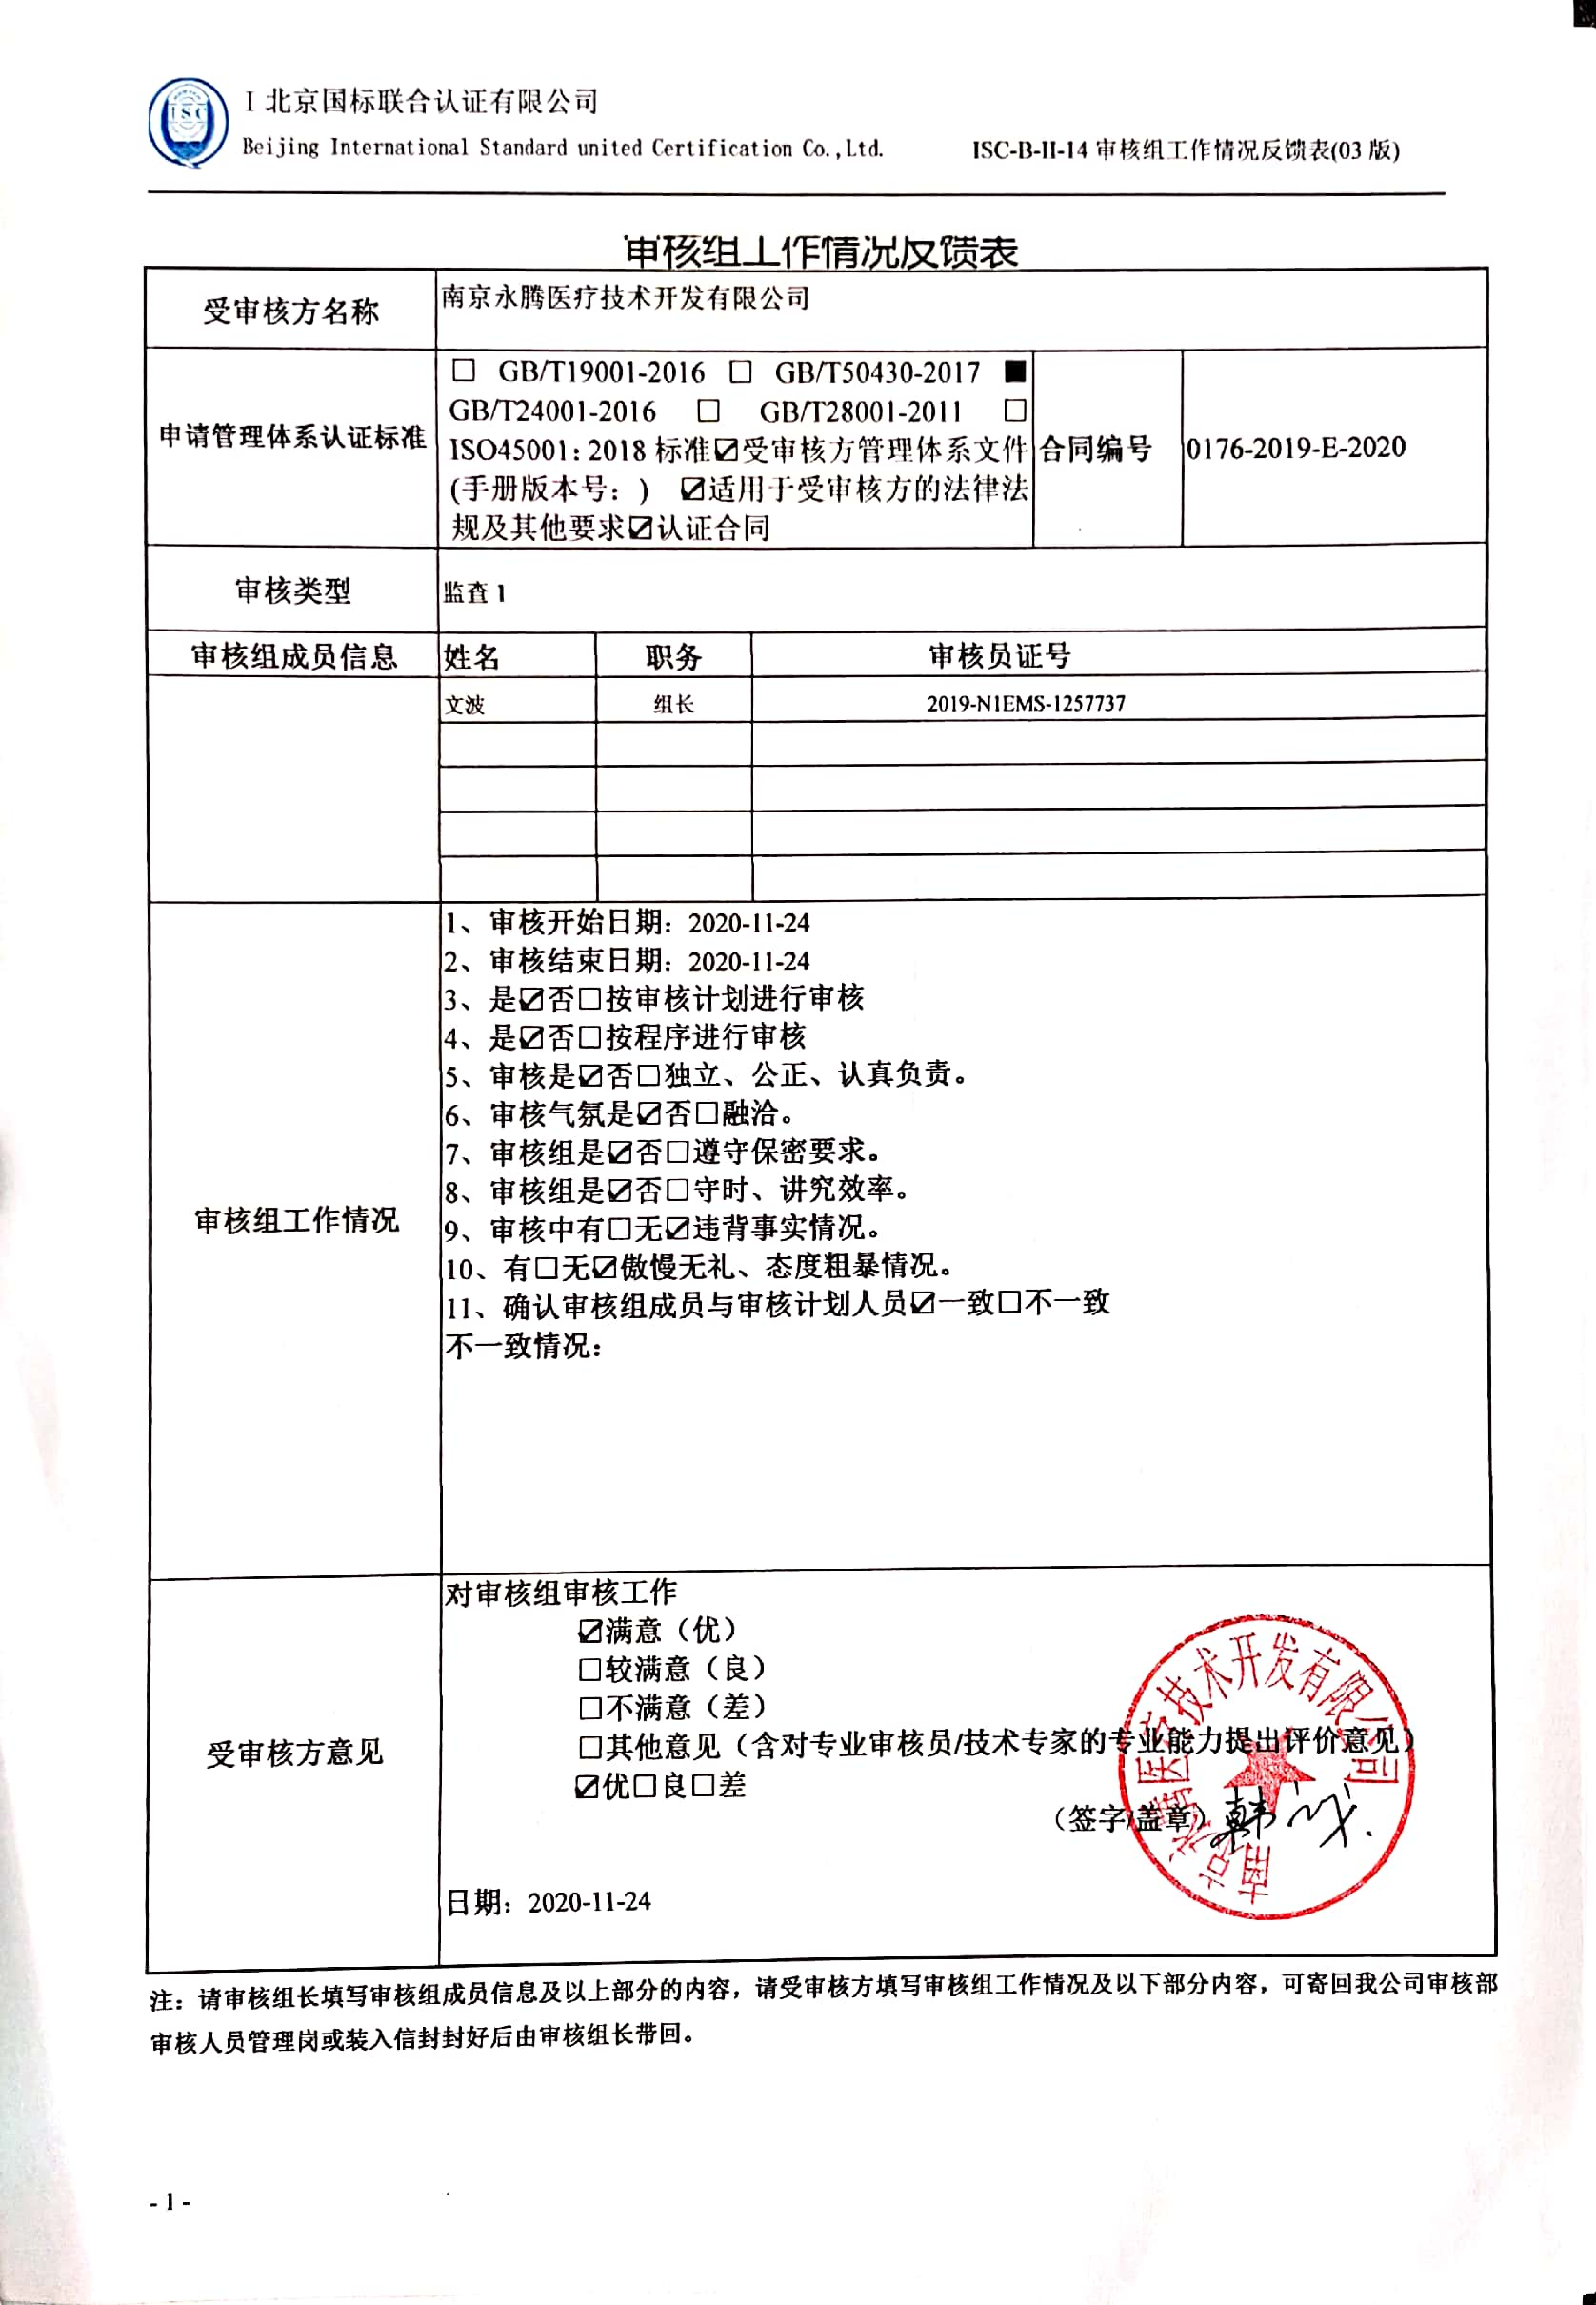 ISC
I 北京国标联合认证有限公司
Beijing International Standard united Certification Co.,Ltd.
ISC-B-II-14 审核组工作情况反馈表(03 版)
审核组工作情况反馈表
受审核方名称
南京永腾医疗技术开发有限公司
申请管理体系认证标准
□ GB/T19001-2016 □ GB/T50430-2017 ■
GB/T24001-2016 □ GB/T28001-2011 □
ISO45001:2018 标准☑受审核方管理体系文件
(手册版本号: ) ☑适用于受审核方的法律法
规及其他要求☑认证合同
合同编号
0176-2019-E-2020
审核类型
监查 1
审核组成员信息 姓名 职务 审核员证号
文波 组长 2019-N1EMS-1257737
审核组工作情况
1、审核开始日期: 2020-11-24
2、审核结束日期: 2020-11-24
3、是☑否□按审核计划进行审核
4、是☑否□按程序进行审核
5、审核是☑否□独立、公正、认真负责。
6、审核气氛是☑否□融洽。
7、审核组是☑否□遵守保密要求。
8、审核组是☑否□守时、讲究效率。
9、审核中有□无☑违背事实情况。
10、有□无☑傲慢无礼、态度粗暴情况。
11、确认审核组成员与审核计划人员☑一致□不一致
不一致情况:
受审核方意见
对审核组审核工作
☑满意（优）
□较满意（良）
□不满意（差）
□其他意见（含对专业审核员/技术专家的专业能力提出评价意见）
☑优□良□差
（签字/盖章）
南京永腾医疗技术开发有限公司
日期: 2020-11-24
注: 请审核组长填写审核组成员信息及以上部分的内容，请受审核方填写审核组工作情况及以下部分内容，可寄回我公司审核部
审核人员管理岗或装入信封封好后由审核组长带回。
- 1 -